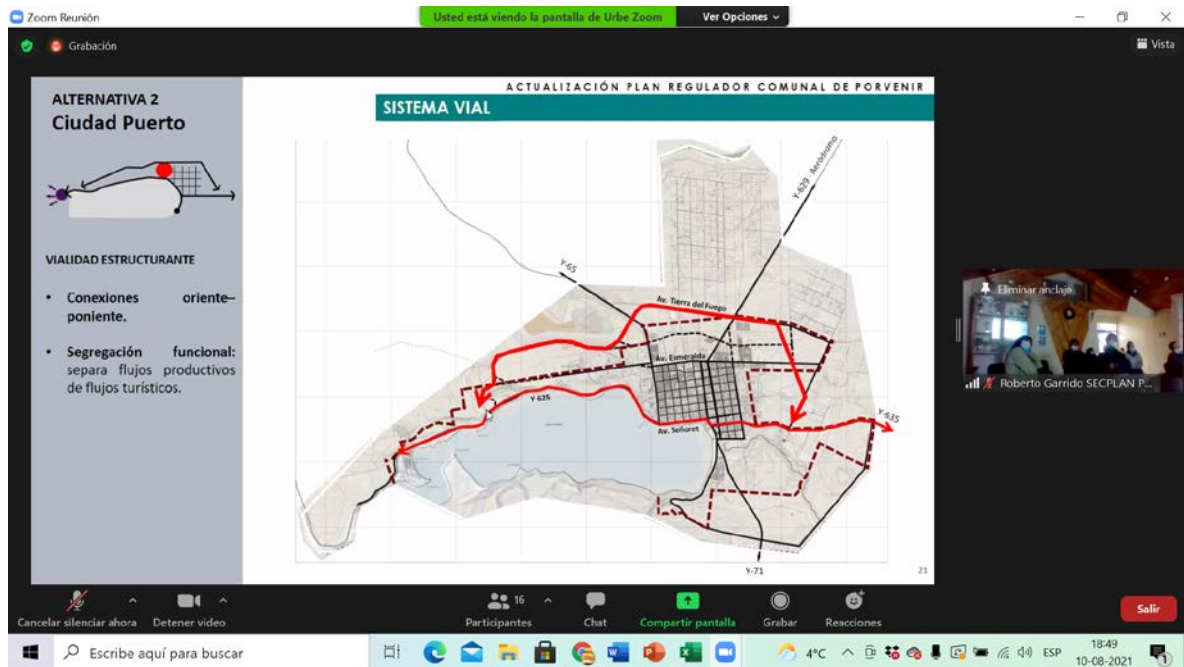 Zoom Reunión
Usted está viendo la pantalla de Urbe Zoom
Ver Opciones
Grabación
Vista
ACTUALIZACIÓN PLAN REGULADOR COMUNAL DE PORVENIR
SISTEMA VIAL
ALTERNATIVA 2
Ciudad Puerto
VIALIDAD ESTRUCTURANTE
• Conexiones oriente–
poniente.
• Segregación funcional:
separa flujos productivos
de flujos turísticos.
Y-629 - Aeródromo
Y-65
Av. Tierra del Fuego
Av. Esmeralda
Y-625
Av. Señoret
Y-635
Y-71
21
Eliminar anclaje
Roberto Garrido SECPLAN P...
Cancelar silenciar ahora
Detener video
16
Participantes
Chat
Compartir pantalla
Grabar
Reacciones
Salir
Escribe aquí para buscar
4°C
ESP
18:49
10-08-2021
1